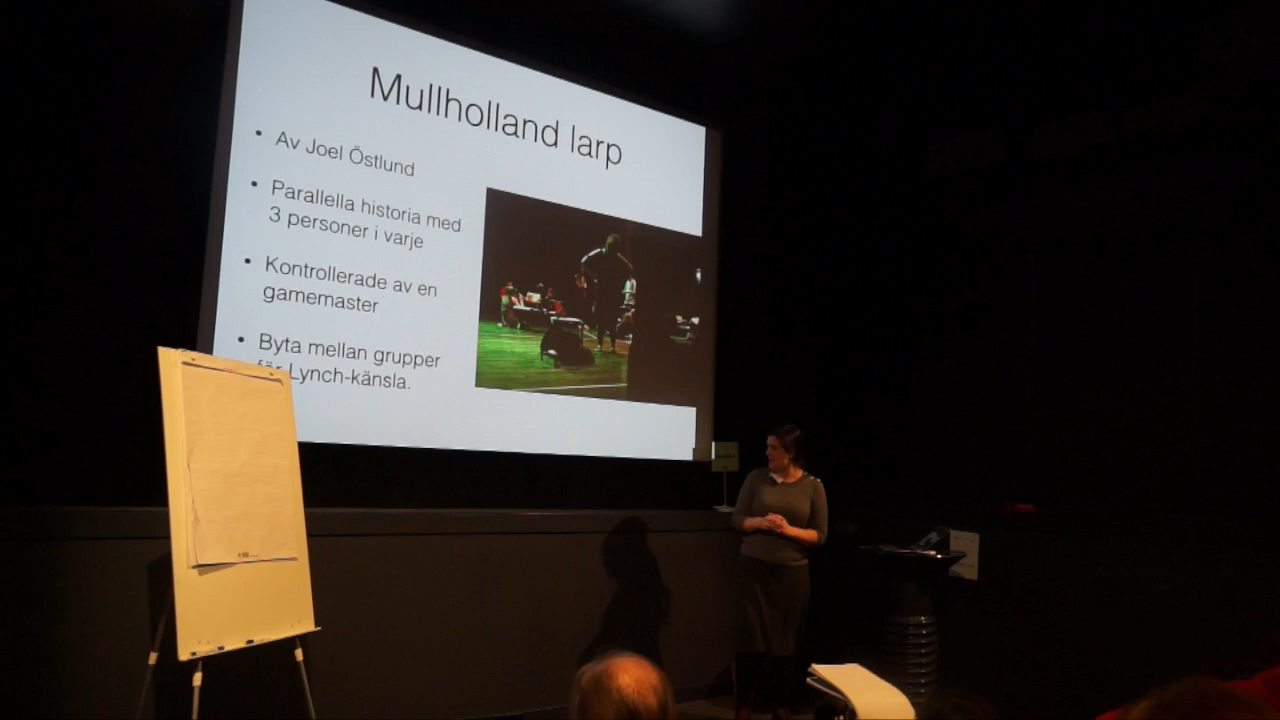 Mullholland larp
• Av Joel Östlund
• Parallella historia med
3 personer i varje
• Kontrollerade av en
gamemaster
• Byta mellan grupper
för Lynch-känsla.